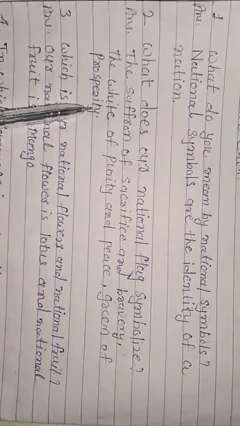 1 what do you mean by national symbols?
Ans National symbols are the identity of a
nation.
2 what does our national flag symbolize?
Ans. The saffron of sacrifice and bravery,
the white of Purity and peace, green of
Prosperity
3 which is national flower and national fruit?
Ans. our national flower is lotus and national
fruit is mango